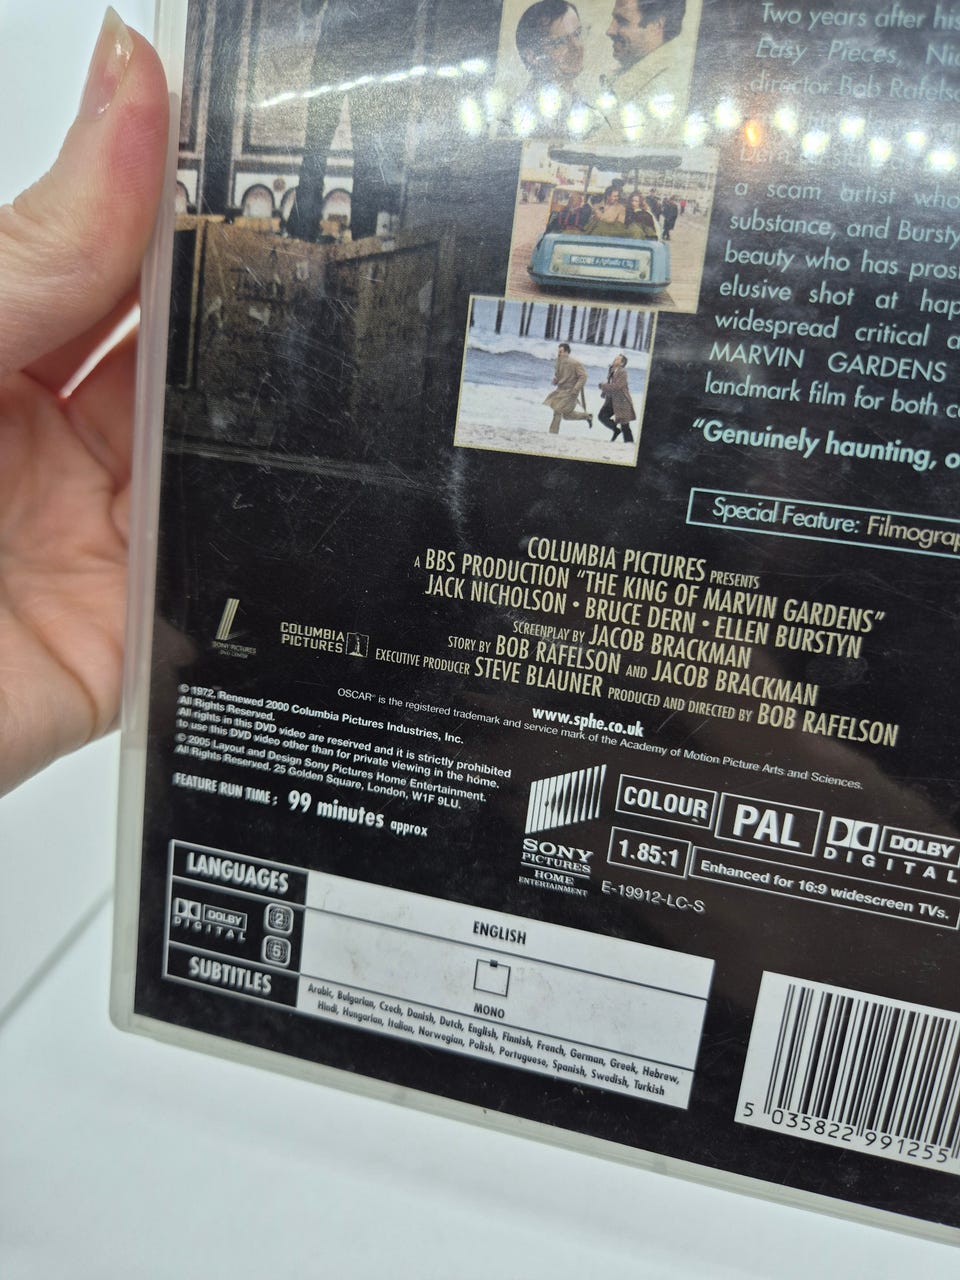 Two years after his
Easy Pieces, Nic
director Bob Rafels
a scam artist who
substance, and Bursty
beauty who has pros
elusive shot at hap
widespread critical a
MARVIN GARDENS
landmark film for both c
"Genuinely haunting, o
WELCOME
Special Feature: Filmograp
COLUMBIA PICTURES PRESENTS
A BBS PRODUCTION "THE KING OF MARVIN GARDENS"
JACK NICHOLSON • BRUCE DERN • ELLEN BURSTYN
SCREENPLAY BY JACOB BRACKMAN
STORY BY BOB RAFELSON AND JACOB BRACKMAN
EXECUTIVE PRODUCER STEVE BLAUNER PRODUCED AND DIRECTED BY BOB RAFELSON
SONY PICTURES
DVD CENTER
COLUMBIA
PICTURES
www.sphe.co.uk
OSCAR® is the registered trademark and service mark of the Academy of Motion Picture Arts and Sciences.
© 1972, Renewed 2000 Columbia Pictures Industries, Inc.
All Rights Reserved.
All rights in this DVD video are reserved and it is strictly prohibited
to use this DVD video other than for private viewing in the home.
© 2005 Layout and Design Sony Pictures Home Entertainment.
All Rights Reserved. 25 Golden Square, London, W1F 9LU.
FEATURE RUN TIME: 99 minutes approx
SONY
PICTURES
HOME
ENTERTAINMENT
COLOUR
PAL
DOLBY
DIGITAL
1.85:1
Enhanced for 16:9 widescreen TVs.
E-19912-LC-S
LANGUAGES
DOLBY
DIGITAL
2
5
ENGLISH
MONO
SUBTITLES
Arabic, Bulgarian, Czech, Danish, Dutch, English, Finnish, French, German, Greek, Hebrew,
Hindi, Hungarian, Italian, Norwegian, Polish, Portuguese, Spanish, Swedish, Turkish
5 035822 991255